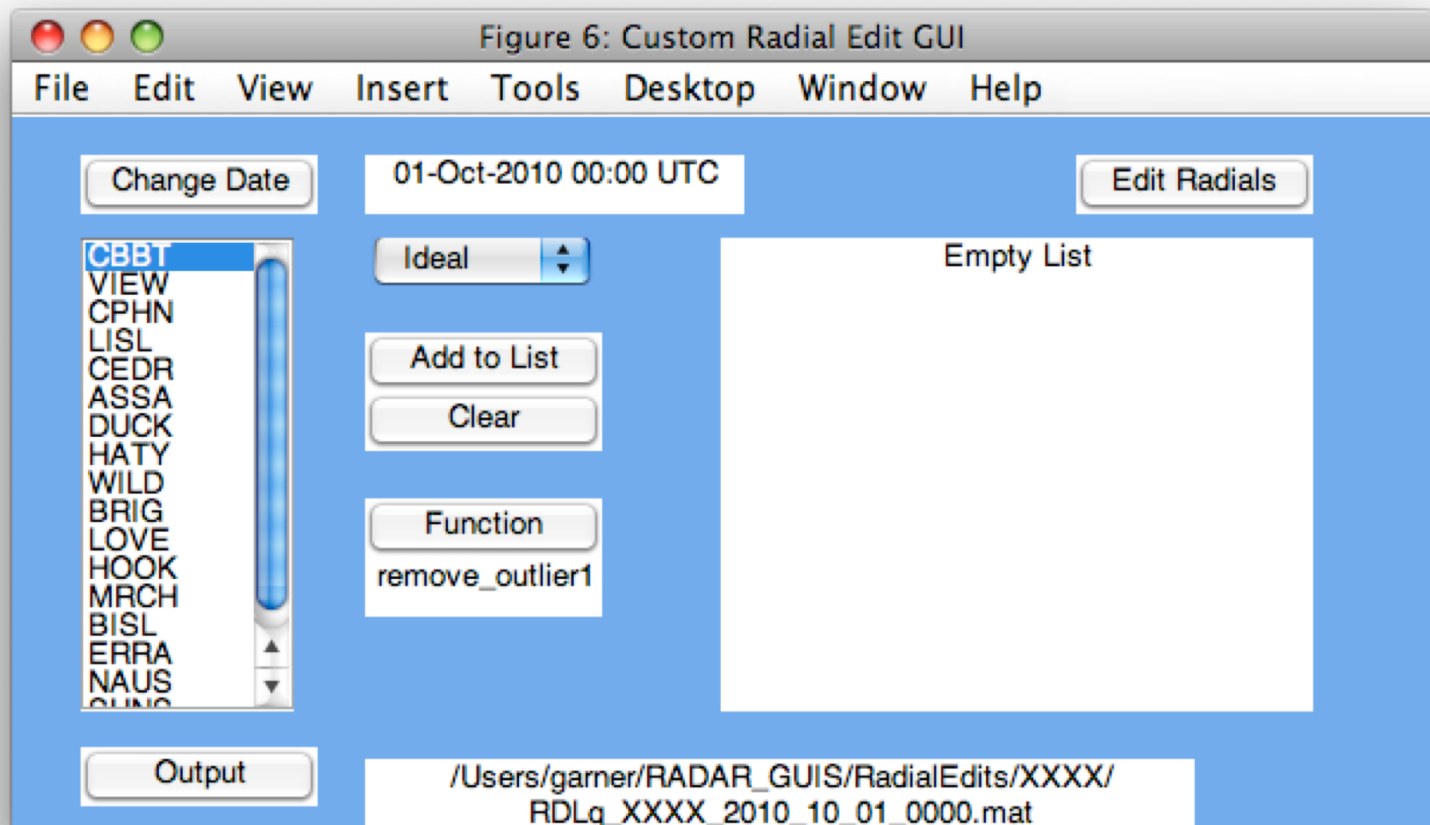 Figure 6: Custom Radial Edit GUI
File Edit View Insert Tools Desktop Window Help
Change Date
01-Oct-2010 00:00 UTC
Edit Radials
CBBT
VIEW
CPHN
LISL
CEDR
ASSA
DUCK
HATY
WILD
BRIG
LOVE
HOOK
MRCH
BISL
ERRA
NAUS
Ideal
Add to List
Clear
Function
remove_outlier1
Empty List
Output
/Users/garner/RADAR_GUIS/RadialEdits/XXXX/
RDLq_XXXX_2010_10_01_0000.mat